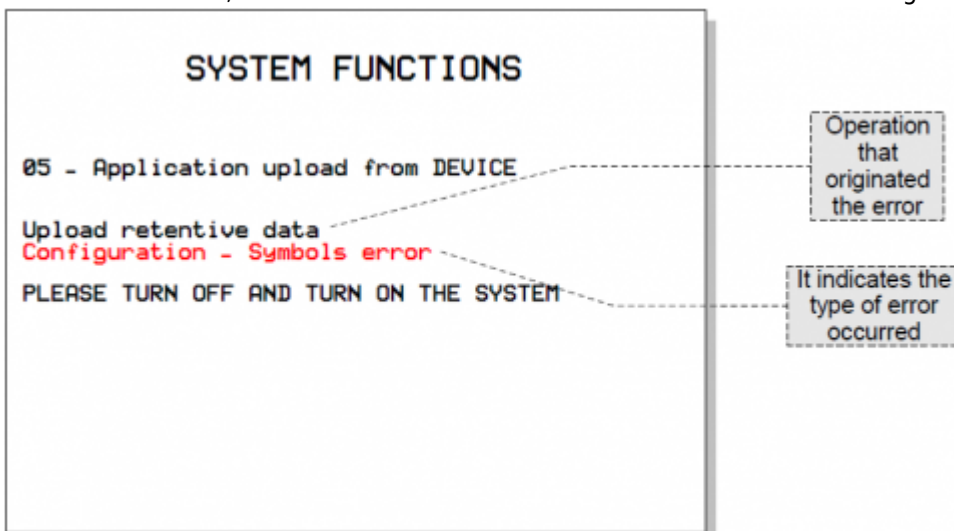 SYSTEM FUNCTIONS
05 - Application upload from DEVICE
Upload retentive data
Configuration - Symbols error
PLEASE TURN OFF AND TURN ON THE SYSTEM
Operation
that
originated
the error
It indicates the
type of error
occurred